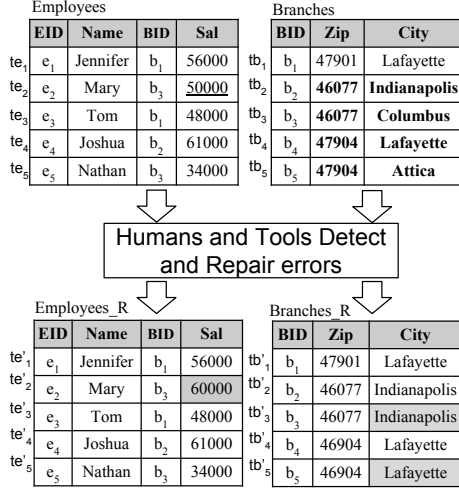 Employees Branches
EID Name BID Sal BID Zip City
te1 e1 Jennifer b1 56000 tb1 b1 47901 Lafayette
te2 e2 Mary b3 50000 tb2 b2 46077 Indianapolis
te3 e3 Tom b1 48000 tb3 b3 46077 Columbus
te4 e4 Joshua b2 61000 tb4 b4 47904 Lafayette
te5 e5 Nathan b3 34000 tb5 b5 47904 Attica
Humans and Tools Detect
and Repair errors
Employees_R Branches_R
EID Name BID Sal BID Zip City
te'1 e1 Jennifer b1 56000 tb'1 b1 47901 Lafayette
te'2 e2 Mary b3 60000 tb'2 b2 46077 Indianapolis
te'3 e3 Tom b1 48000 tb'3 b3 46077 Indianapolis
te'4 e4 Joshua b2 61000 tb'4 b4 46904 Lafayette
te'5 e5 Nathan b3 34000 tb'5 b5 46904 Lafayette